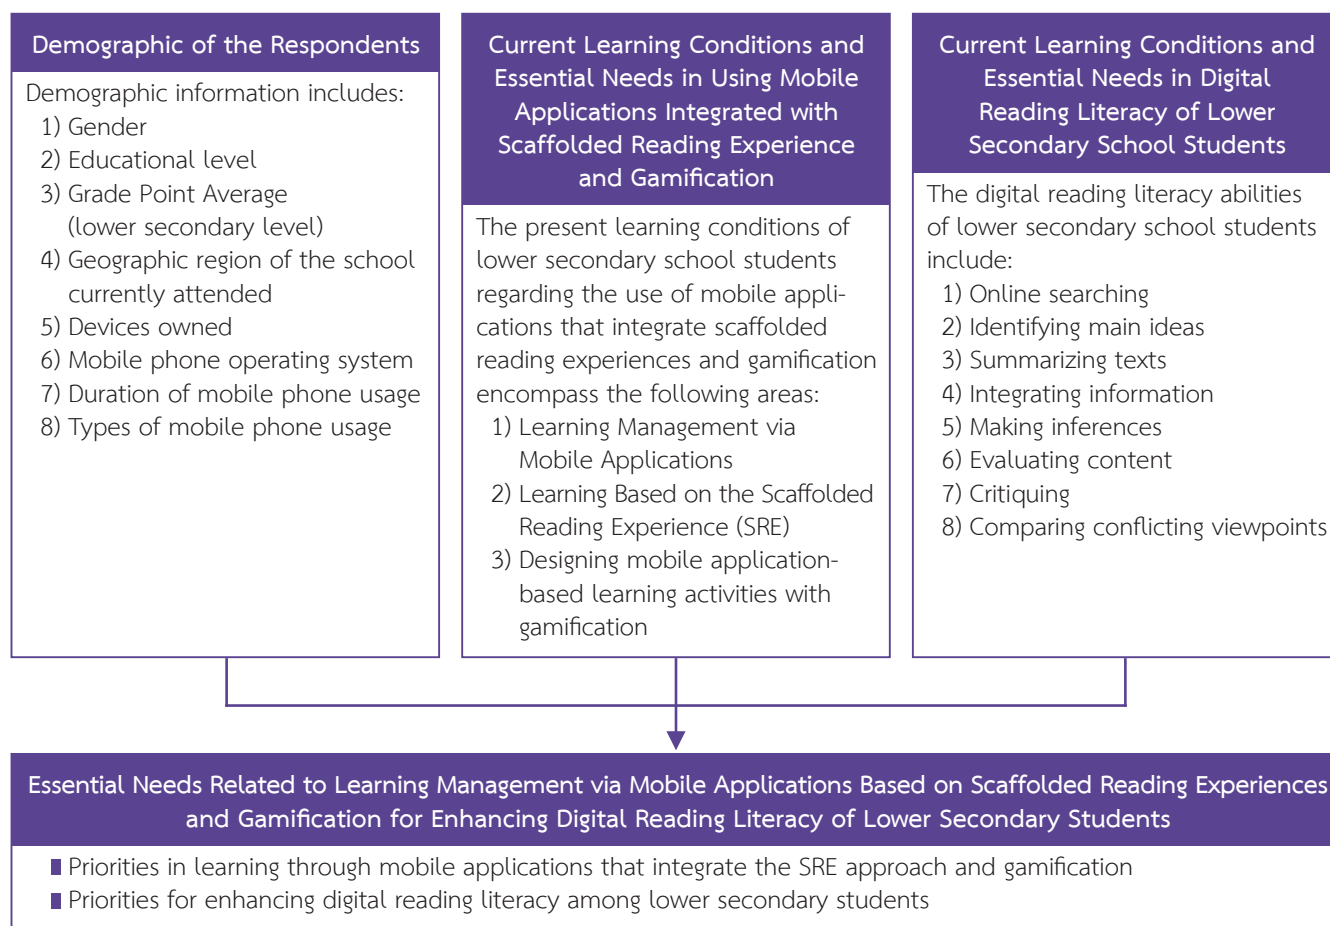 Demographic of the Respondents
Demographic information includes:
1) Gender
2) Educational level
3) Grade Point Average
(lower secondary level)
4) Geographic region of the school
currently attended
5) Devices owned
6) Mobile phone operating system
7) Duration of mobile phone usage
8) Types of mobile phone usage
Current Learning Conditions and
Essential Needs in Using Mobile
Applications Integrated with
Scaffolded Reading Experience
and Gamification
The present learning conditions of
lower secondary school students
regarding the use of mobile appli-
cations that integrate scaffolded
reading experiences and gamification
encompass the following areas:
1) Learning Management via
Mobile Applications
2) Learning Based on the Scaffolded
Reading Experience (SRE)
3) Designing mobile application-
based learning activities with
gamification
Current Learning Conditions and
Essential Needs in Digital
Reading Literacy of Lower
Secondary School Students
The digital reading literacy abilities
of lower secondary school students
include:
1) Online searching
2) Identifying main ideas
3) Summarizing texts
4) Integrating information
5) Making inferences
6) Evaluating content
7) Critiquing
8) Comparing conflicting viewpoints
Essential Needs Related to Learning Management via Mobile Applications Based on Scaffolded Reading Experiences
and Gamification for Enhancing Digital Reading Literacy of Lower Secondary Students
■ Priorities in learning through mobile applications that integrate the SRE approach and gamification
■ Priorities for enhancing digital reading literacy among lower secondary students